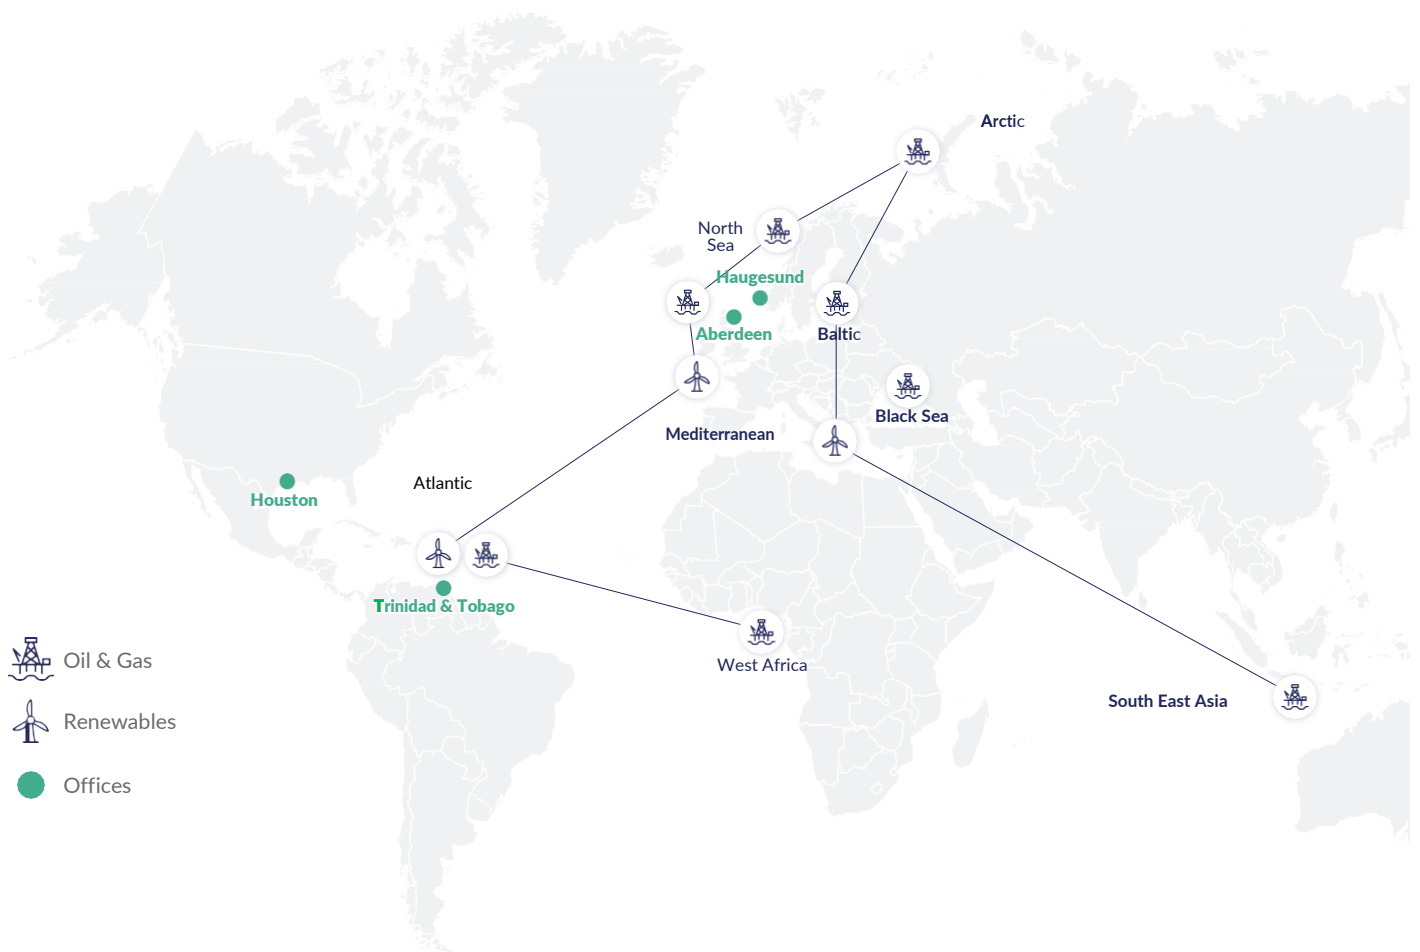 Arctic
North
Sea
Haugesund
Aberdeen
Baltic
Black Sea
Mediterranean
Atlantic
Houston
Trinidad & Tobago
West Africa
South East Asia
Oil & Gas
Renewables
Offices